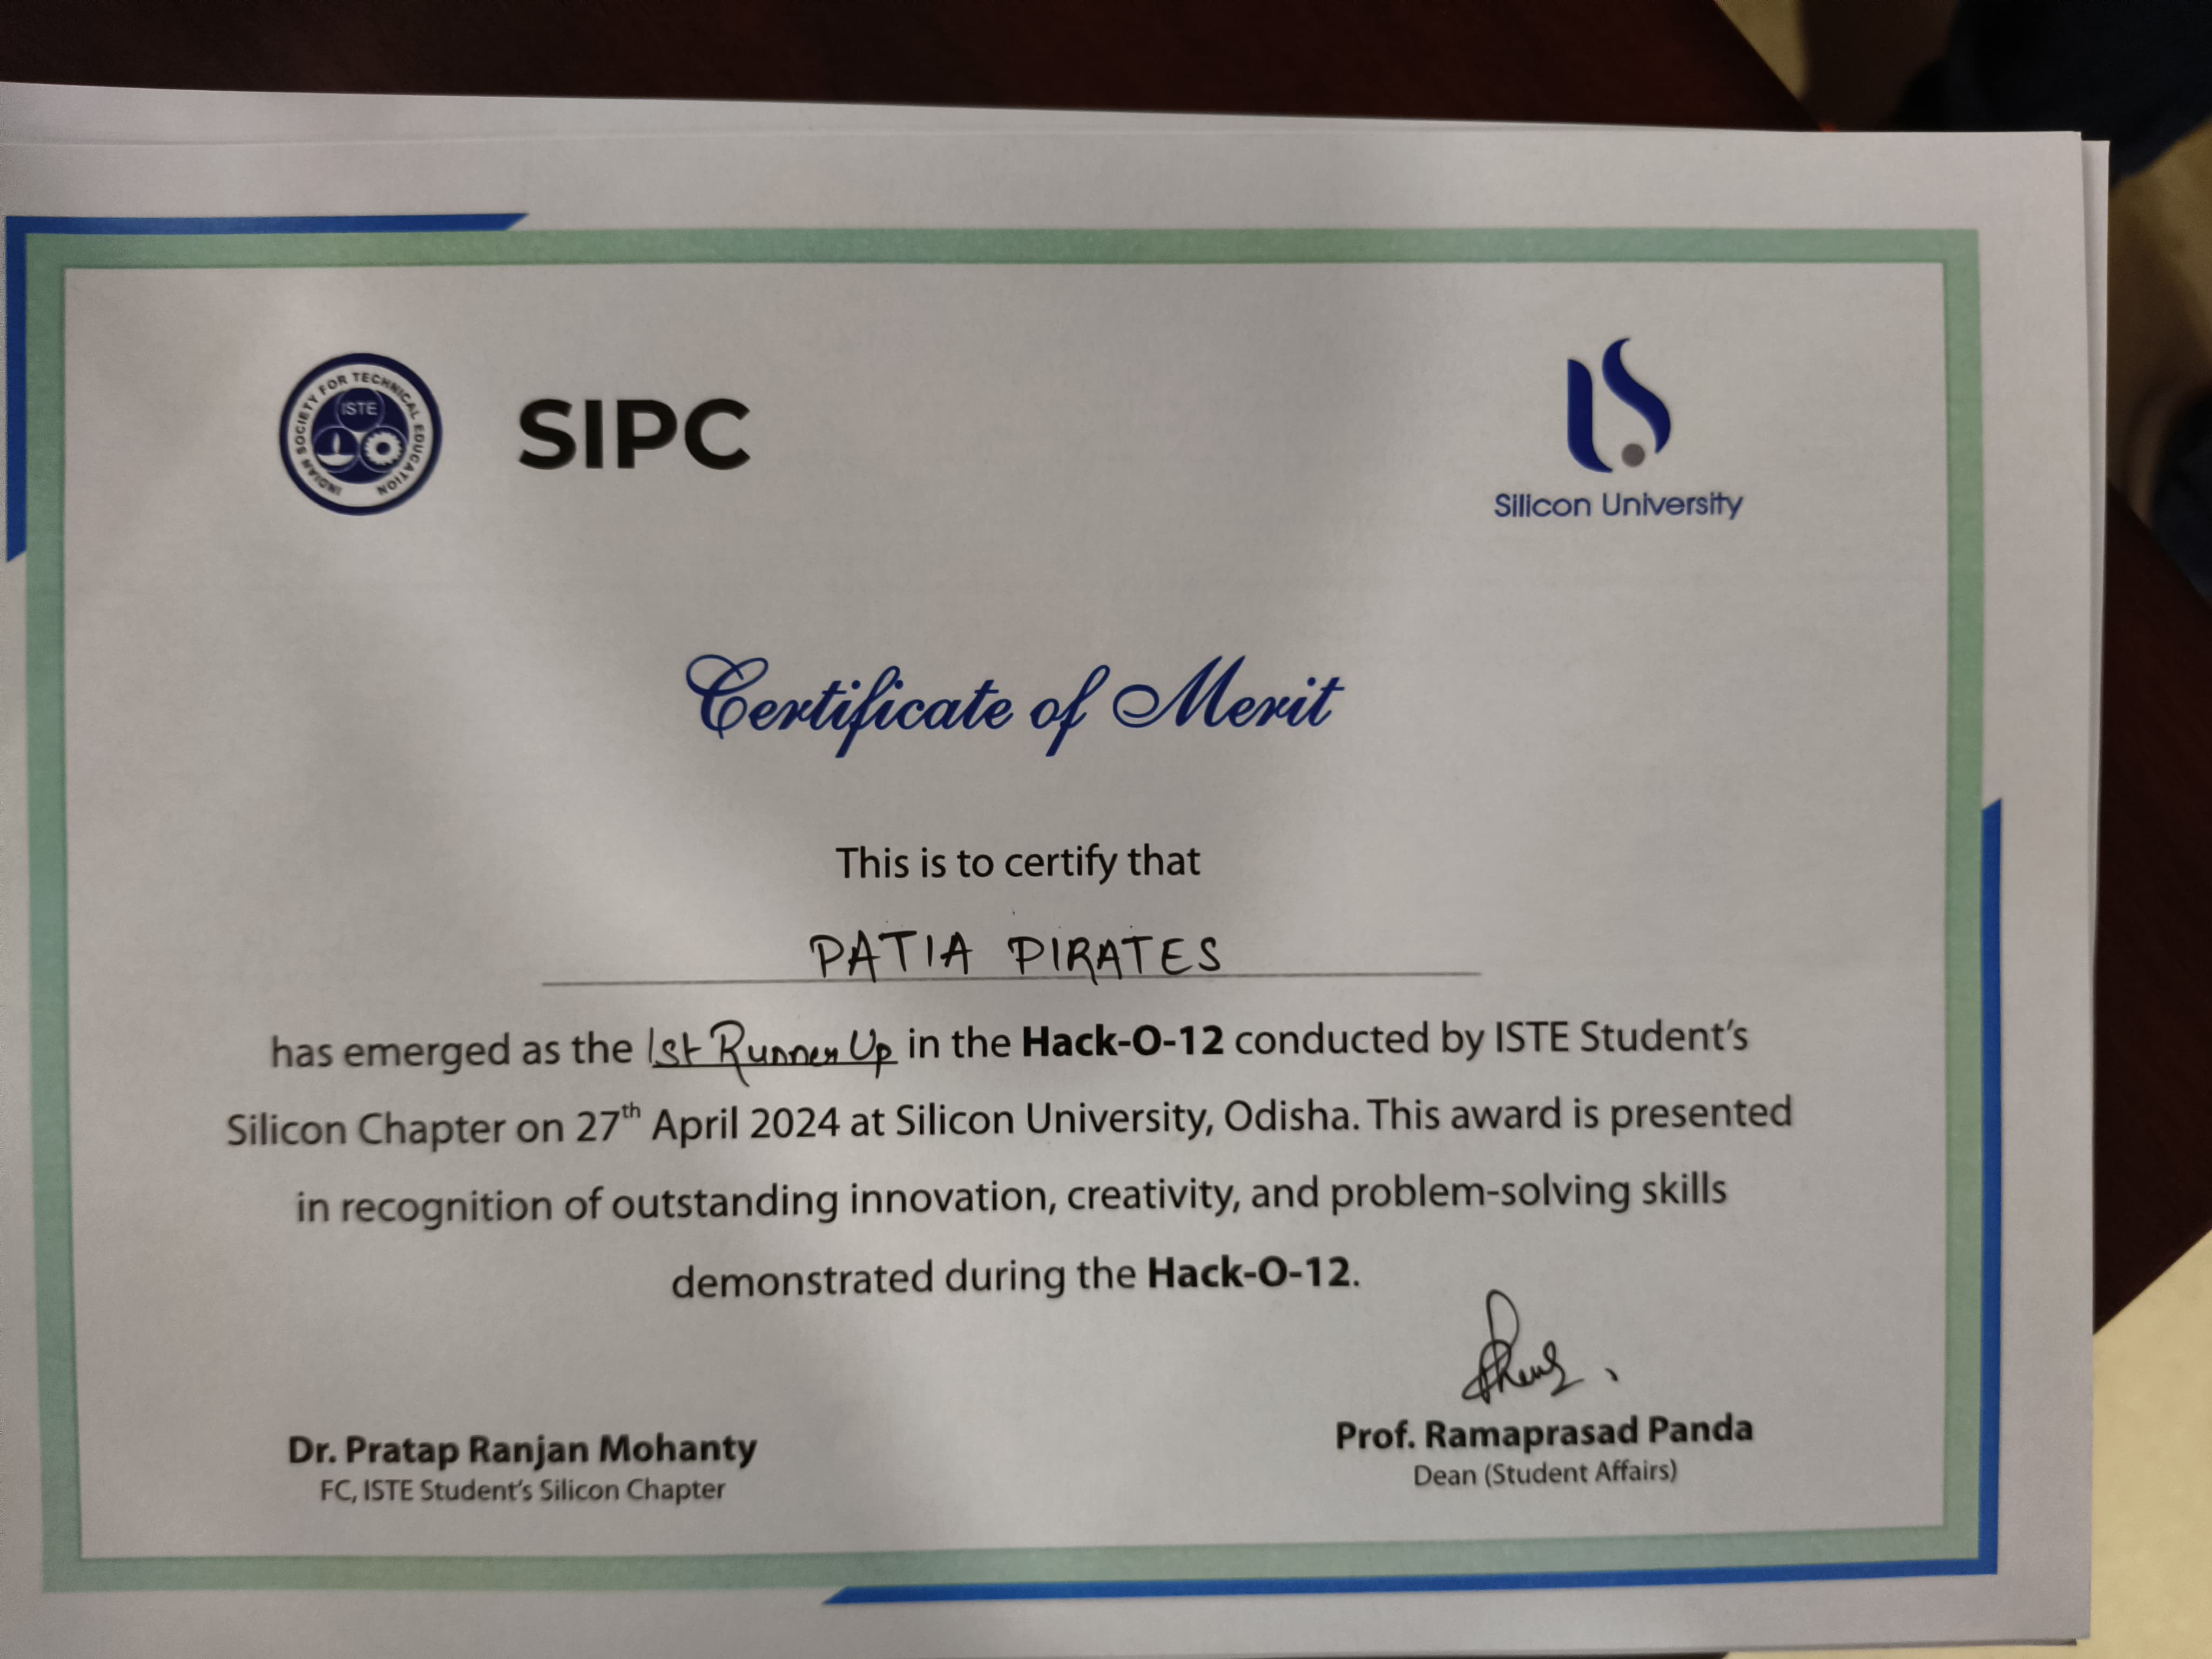 INDIAN SOCIETY FOR TECHNICAL EDUCATION
ISTE
SIPC
Silicon University
Certificate of Merit
This is to certify that
PATIA PIRATES
has emerged as the 1st Runner Up in the Hack-O-12 conducted by ISTE Student's
Silicon Chapter on 27th April 2024 at Silicon University, Odisha. This award is presented
in recognition of outstanding innovation, creativity, and problem-solving skills
demonstrated during the Hack-O-12.
Dr. Pratap Ranjan Mohanty
FC, ISTE Student's Silicon Chapter
Prof. Ramaprasad Panda
Dean (Student Affairs)